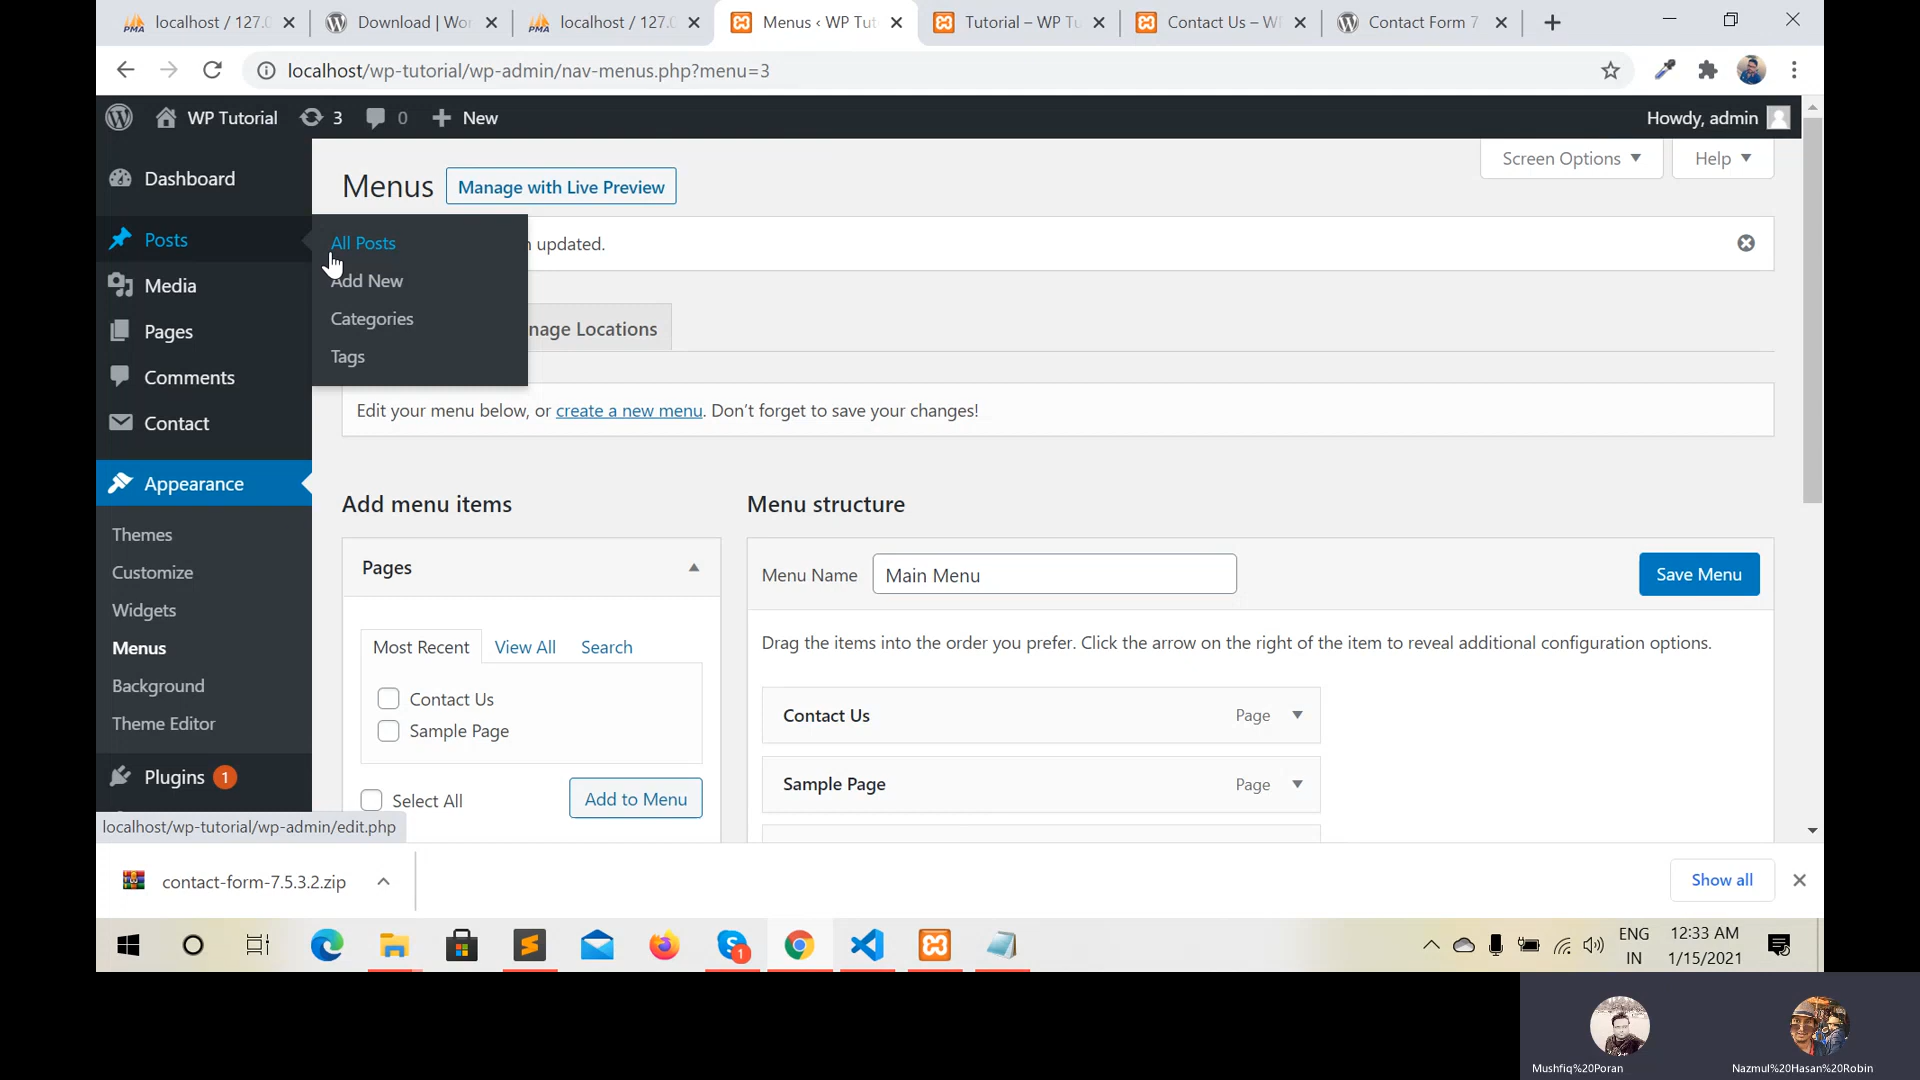 localhost / 127.0
Download | Wor
localhost / 127.0
Menus ‹ WP Tut
Tutorial – WP Tu
Contact Us – W
Contact Form 7
localhost/wp-tutorial/wp-admin/nav-menus.php?menu=3
WP Tutorial
3
0
New
Howdy, admin
Dashboard
Posts
Media
Pages
Comments
Contact
Appearance
Themes
Customize
Widgets
Menus
Background
Theme Editor
Plugins 1
All Posts
Add New
Categories
Tags
Menus
Manage with Live Preview
Screen Options
Help
updated.
nage Locations
Edit your menu below, or create a new menu. Don’t forget to save your changes!
Add menu items
Menu structure
Pages
Most Recent
View All
Search
Contact Us
Sample Page
Select All
Add to Menu
Menu Name
Main Menu
Save Menu
Drag the items into the order you prefer. Click the arrow on the right of the item to reveal additional configuration options.
Contact Us
Page
Sample Page
Page
localhost/wp-tutorial/wp-admin/edit.php
contact-form-7.5.3.2.zip
Show all
1
ENG
IN
12:33 AM
1/15/2021
Mushfiq%20Poran
Nazmul%20Hasan%20Robin